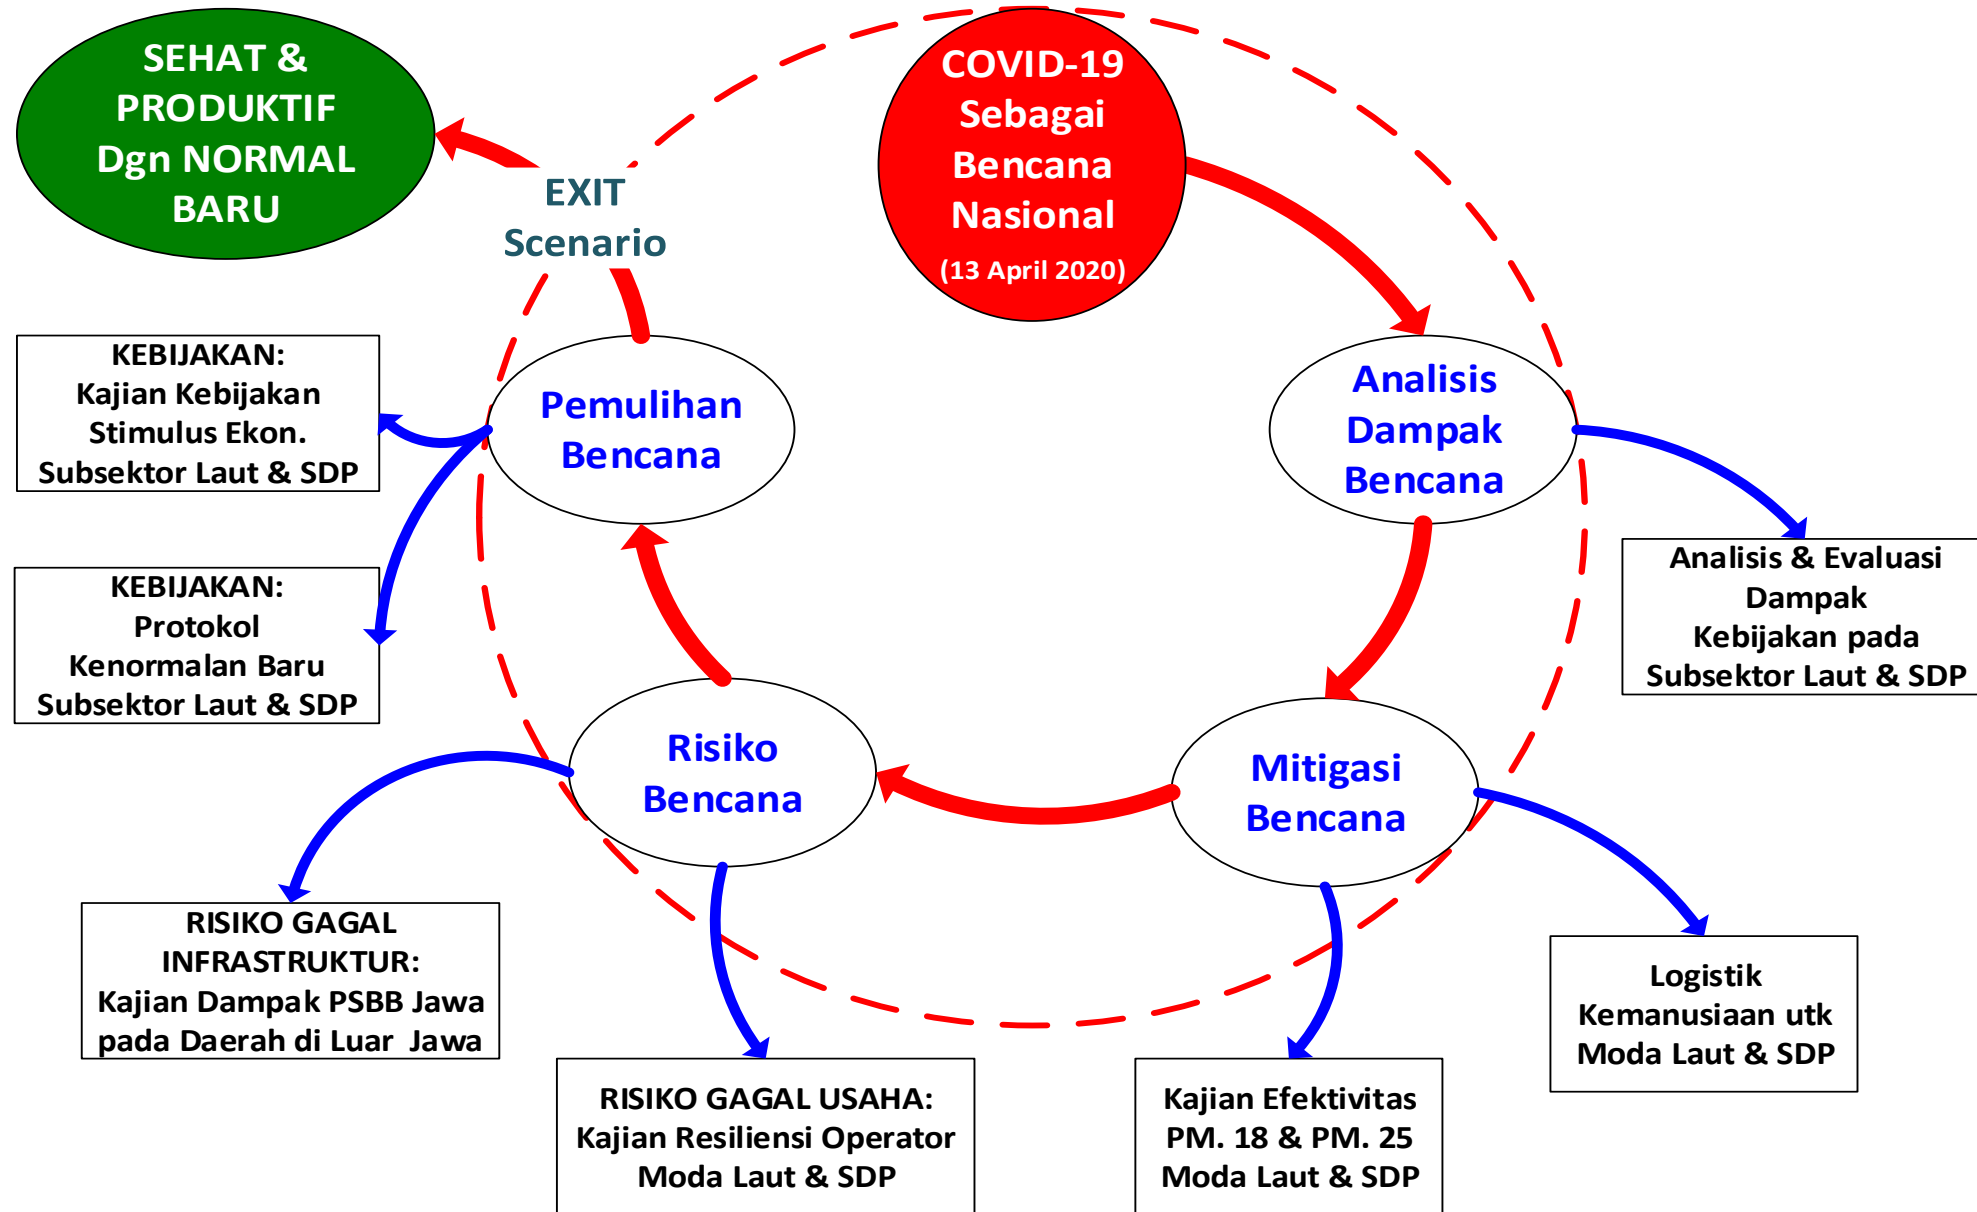 SEHAT &
PRODUKTIF
Dgn NORMAL
BARU
COVID-19
Sebagai
Bencana
Nasional
(13 April 2020)
EXIT
Scenario
Analisis
Dampak
Bencana
Analisis & Evaluasi
Dampak
Kebijakan pada
Subsektor Laut & SDP
Mitigasi
Bencana
Logistik
Kemanusiaan utk
Moda Laut & SDP
Kajian Efektivitas
PM. 18 & PM. 25
Moda Laut & SDP
Risiko
Bencana
RISIKO GAGAL USAHA:
Kajian Resiliensi Operator
Moda Laut & SDP
RISIKO GAGAL
INFRASTRUKTUR:
Kajian Dampak PSBB Jawa
pada Daerah di Luar Jawa
Pemulihan
Bencana
KEBIJAKAN:
Kajian Kebijakan
Stimulus Ekon.
Subsektor Laut & SDP
KEBIJAKAN:
Protokol
Kenormalan Baru
Subsektor Laut & SDP